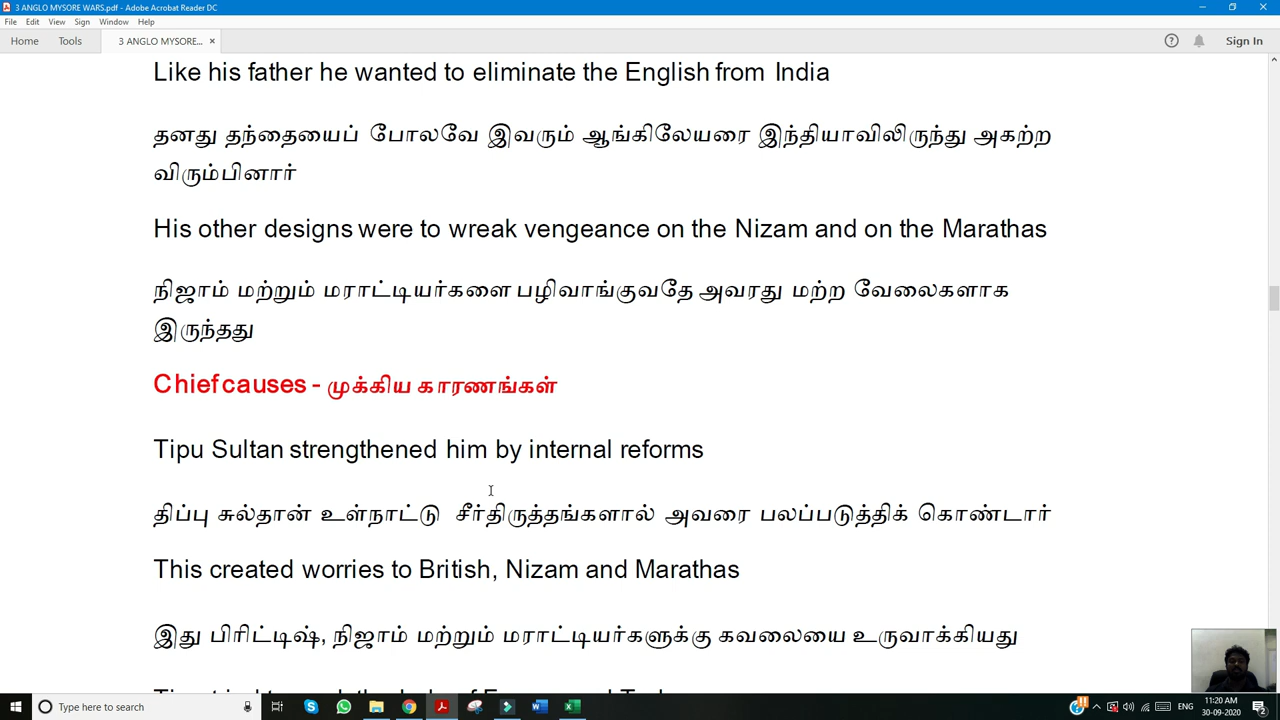 3 ANGLO MYSORE WARS.pdf - Adobe Acrobat Reader DC
File Edit View Sign Window Help
Home Tools 3 ANGLO MYSORE... × Sign In
Like his father he wanted to eliminate the English from India
தனது தந்தையைப் போலவே இவரும் ஆங்கிலேயரை இந்தியாவிலிருந்து அகற்ற
விரும்பினார்
His other designs were to wreak vengeance on the Nizam and on the Marathas
நிஜாம் மற்றும் மராட்டியர்களை பழிவாங்குவதே அவரது மற்ற வேலைகளாக
இருந்தது
Chief causes - முக்கிய காரணங்கள்
Tipu Sultan strengthened him by internal reforms
திப்பு சுல்தான் உள்நாட்டு சீர்திருத்தங்களால் அவரை பலப்படுத்திக் கொண்டார்
This created worries to British, Nizam and Marathas
இது பிரிட்டிஷ், நிஜாம் மற்றும் மராட்டியர்களுக்கு கவலையை உருவாக்கியது
Type here to search
ENG
11:20 AM
30-09-2020